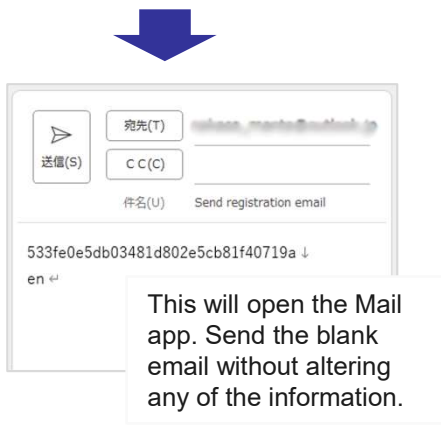 宛先(T)
送信(S)
C C(C)
件名(U) Send registration email
533fe0e5db03481d802e5cb81f40719a ↓
en ↵
This will open the Mail
app. Send the blank
email without altering
any of the information.